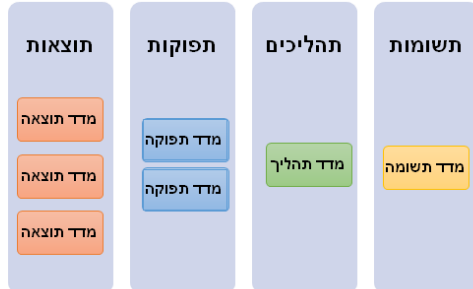 תשומות
מדד תשומה
תהליכים
מדד תהליך
תפוקות
מדד תפוקה
מדד תפוקה
תוצאות
מדד תוצאה
מדד תוצאה
מדד תוצאה